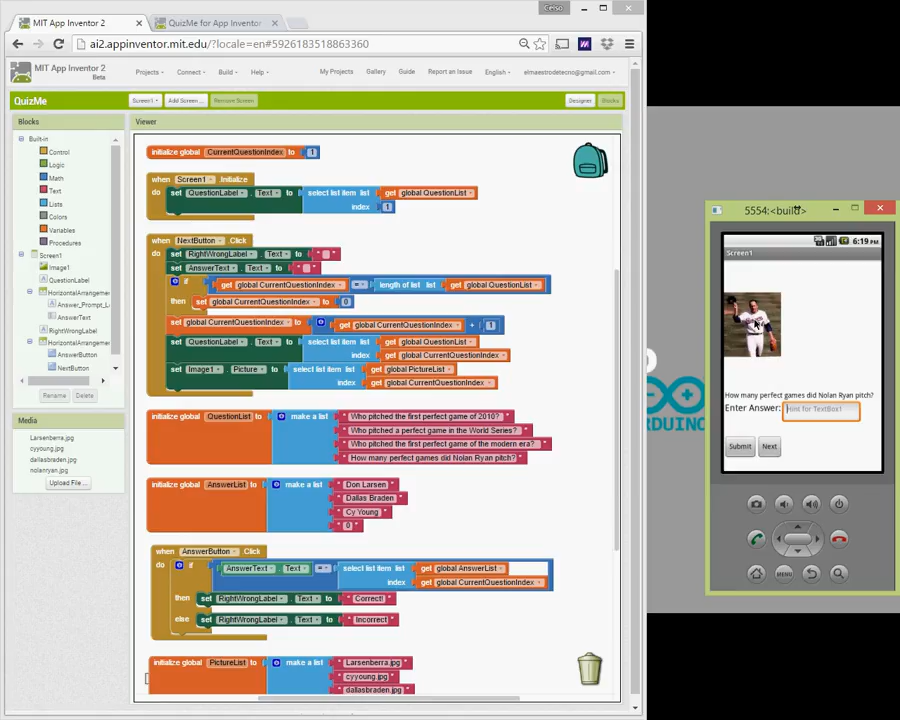 Celso
MIT App Inventor 2
QuizMe for App Inventor
ai2.appinventor.mit.edu/?locale=en#5926183518863360
MIT App Inventor 2
Beta
Projects
Connect
Build
Help
My Projects
Gallery
Guide
Report an Issue
English
elmaestrodetecno@gmail.com
QuizMe
Screen1
Add Screen ...
Remove Screen
Designer
Blocks
Blocks
Viewer
Built-in
Control
Logic
Math
Text
Lists
Colors
Variables
Procedures
Screen1
Image1
QuestionLabel
HorizontalArrangeme
Answer_Prompt_L
AnswerText
RightWrongLabel
HorizontalArrangeme
AnswerButton
NextButton
Rename
Delete
Media
Larsenberra.jpg
cyyoung.jpg
dallasbraden.jpg
nolanryan.jpg
Upload File ...
initialize global CurrentQuestionIndex to 1
when Screen1 .Initialize
do set QuestionLabel . Text to select list item list get global QuestionList
index 1
when NextButton .Click
do set RightWrongLabel . Text to " "
set AnswerText . Text to " "
if get global CurrentQuestionIndex = length of list list get global QuestionList
then set global CurrentQuestionIndex to 0
set global CurrentQuestionIndex to get global CurrentQuestionIndex + 1
set QuestionLabel . Text to select list item list get global QuestionList
index get global CurrentQuestionIndex
set Image1 . Picture to select list item list get global PictureList
index get global CurrentQuestionIndex
initialize global QuestionList to make a list " Who pitched the first perfect game of 2010? "
" Who pitched a perfect game in the World Series? "
" Who pitched the first perfect game of the modern era? "
" How many perfect games did Nolan Ryan pitch? "
initialize global AnswerList to make a list " Don Larsen "
" Dallas Braden "
" Cy Young "
" 0 "
when AnswerButton .Click
do if AnswerText . Text = select list item list get global AnswerList
index get global CurrentQuestionIndex
then set RightWrongLabel . Text to " Correct! "
else set RightWrongLabel . Text to " Incorrect "
initialize global PictureList to make a list " Larsenberra.jpg "
" cyyoung.jpg "
" dallasbraden.jpg "
5554:<build>
6:19 PM
Screen1
How many perfect games did Nolan Ryan pitch?
Enter Answer: Hint for TextBox1
Submit
Next
MENU
RDUINO